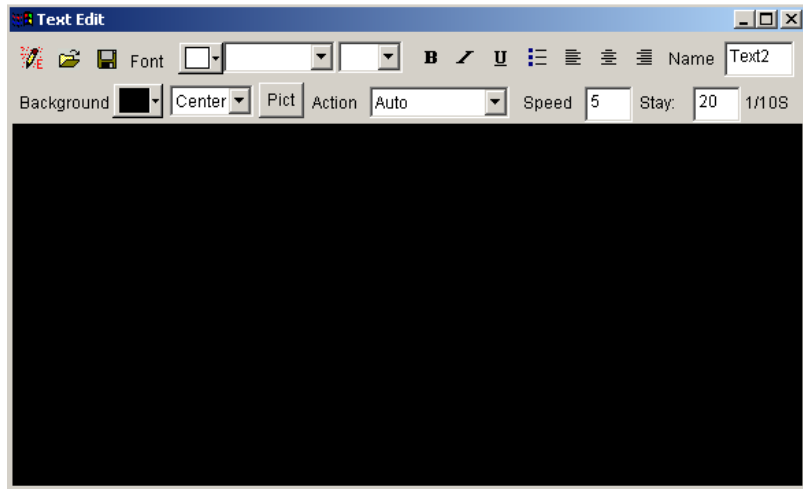 Text Edit
Font B U Name Text2
Background Center Pict Action Auto Speed 5 Stay: 20 1/10S